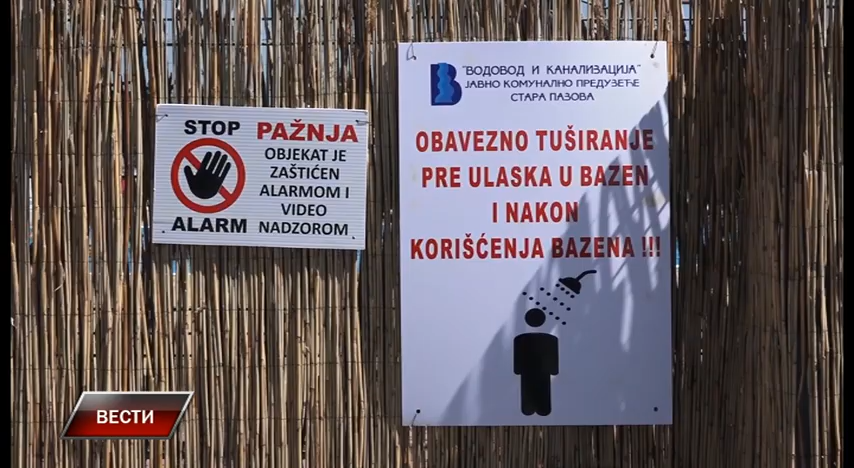 STOP
ALARM
PAŽNJA
OBJEKAT JE
ZAŠTIĆEN
ALARMOM I
VIDEO
NADZOROM
"ВОДОВОД И КАНАЛИЗАЦИЈА"
ЈАВНО КОМУНАЛНО ПРЕДУЗЕЋЕ
СТАРА ПАЗОВА
OBAVEZNO TUŠIRANJE
PRE ULASKA U BAZEN
I NAKON
KORIŠĆENJA BAZENA !!!
ВЕСТИ